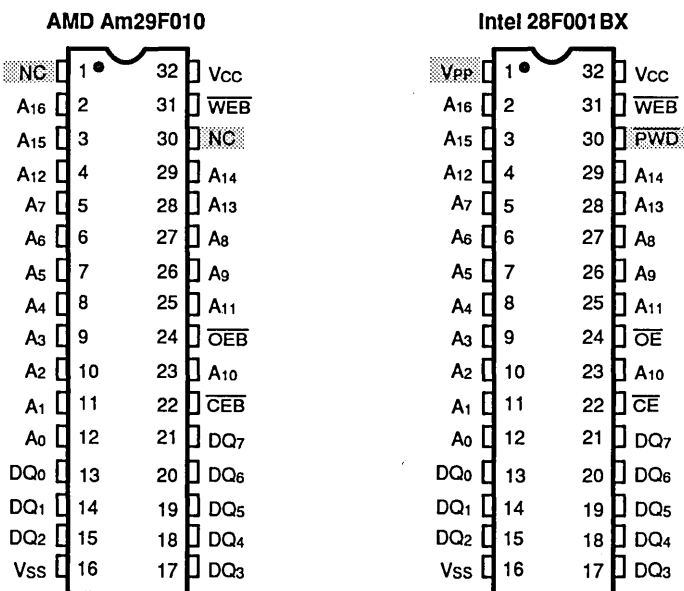 AMD Am29F010
NC 1 32 VCC
A16 2 31 WEB
A15 3 30 NC
A12 4 29 A14
A7 5 28 A13
A6 6 27 A8
A5 7 26 A9
A4 8 25 A11
A3 9 24 OEB
A2 10 23 A10
A1 11 22 CEB
A0 12 21 DQ7
DQ0 13 20 DQ6
DQ1 14 19 DQ5
DQ2 15 18 DQ4
VSS 16 17 DQ3
Intel 28F001BX
VPP 1 32 VCC
A16 2 31 WEB
A15 3 30 PWD
A12 4 29 A14
A7 5 28 A13
A6 6 27 A8
A5 7 26 A9
A4 8 25 A11
A3 9 24 OE
A2 10 23 A10
A1 11 22 CE
A0 12 21 DQ7
DQ0 13 20 DQ6
DQ1 14 19 DQ5
DQ2 15 18 DQ4
VSS 16 17 DQ3